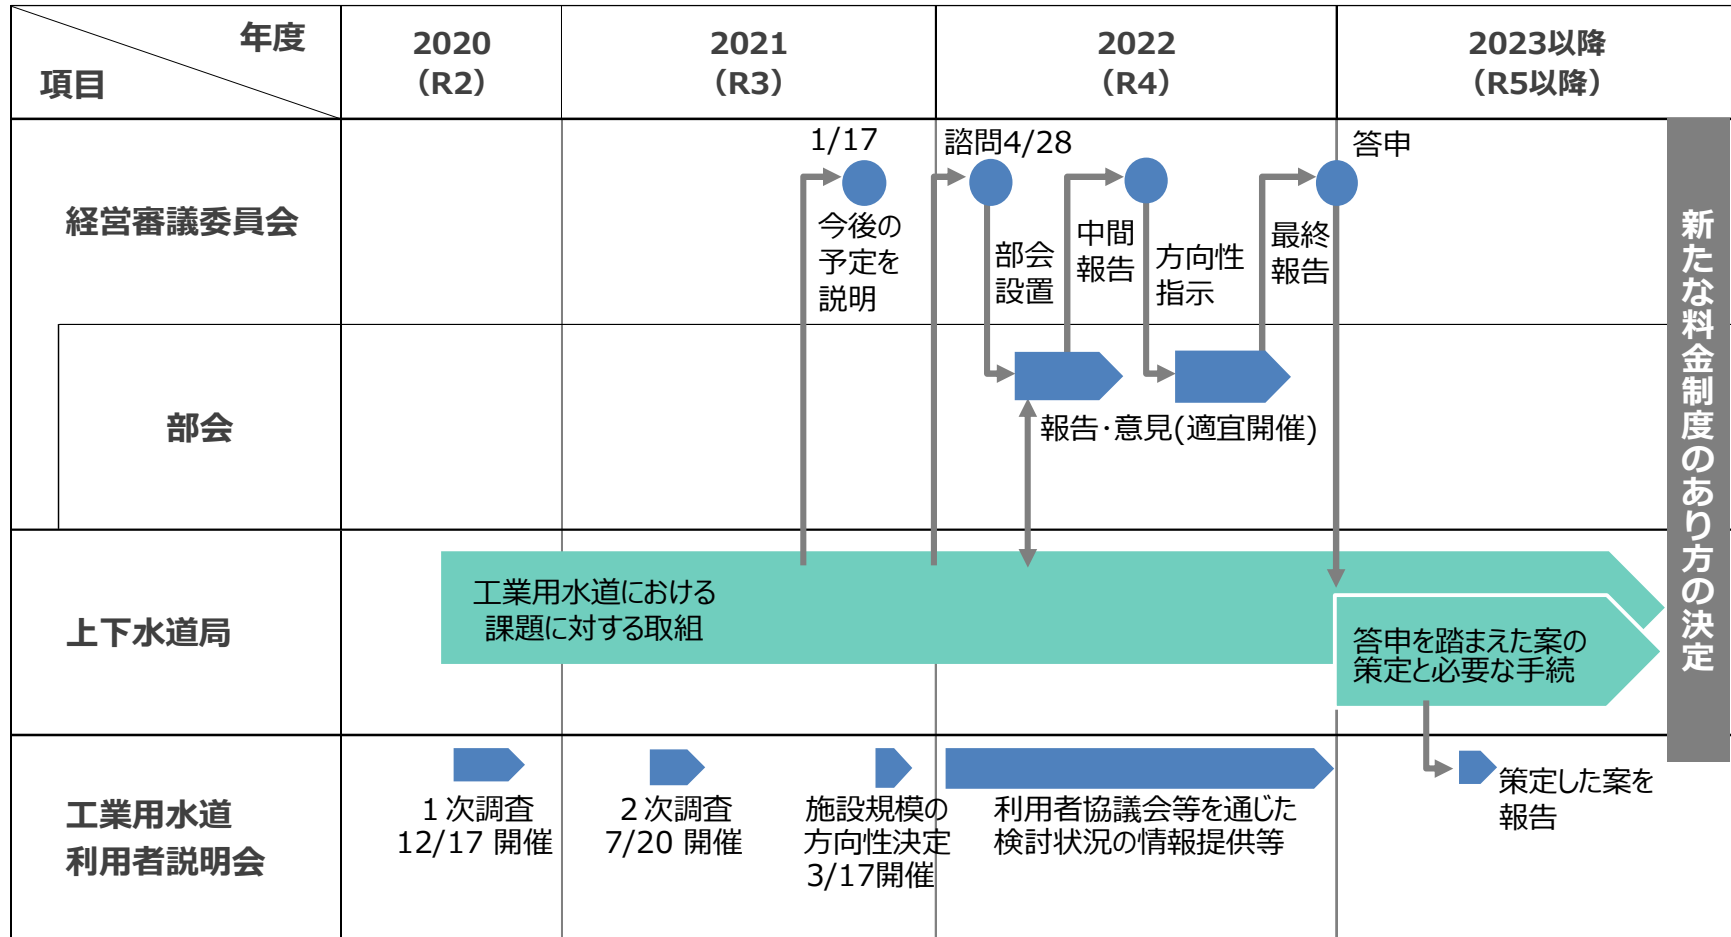 年度
項目
2020
（R2）
2021
（R3）
2022
（R4）
2023以降
（R5以降）
経営審議委員会
1/17
今後の
予定を
説明
諮問4/28
部会
設置
中間
報告
方向性
指示
最終
報告
答申
部会
報告・意見(適宜開催)
上下水道局
工業用水道における
課題に対する取組
答申を踏まえた案の
策定と必要な手続
工業用水道
利用者説明会
１次調査
12/17 開催
２次調査
7/20 開催
施設規模の
方向性決定
3/17開催
利用者協議会等を通じた
検討状況の情報提供等
策定した案を
報告
新たな料金制度のあり方の決定